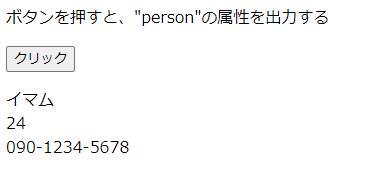 ボタンを押すと、"person"の属性を出力する
クリック
イマム
24
090-1234-5678